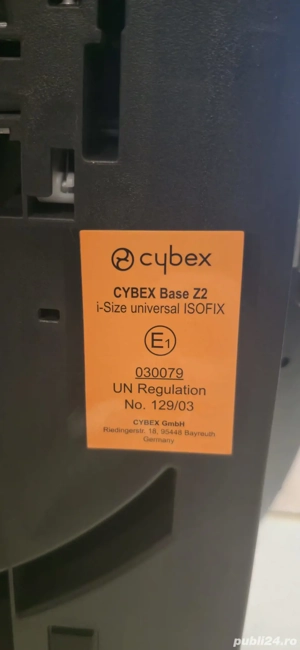 cybex
CYBEX Base Z2
i-Size universal ISOFIX
E1
030079
UN Regulation
No. 129/03
CYBEX GmbH
Riedingerstr. 18, 95448 Bayreuth
Germany
publi24.ro